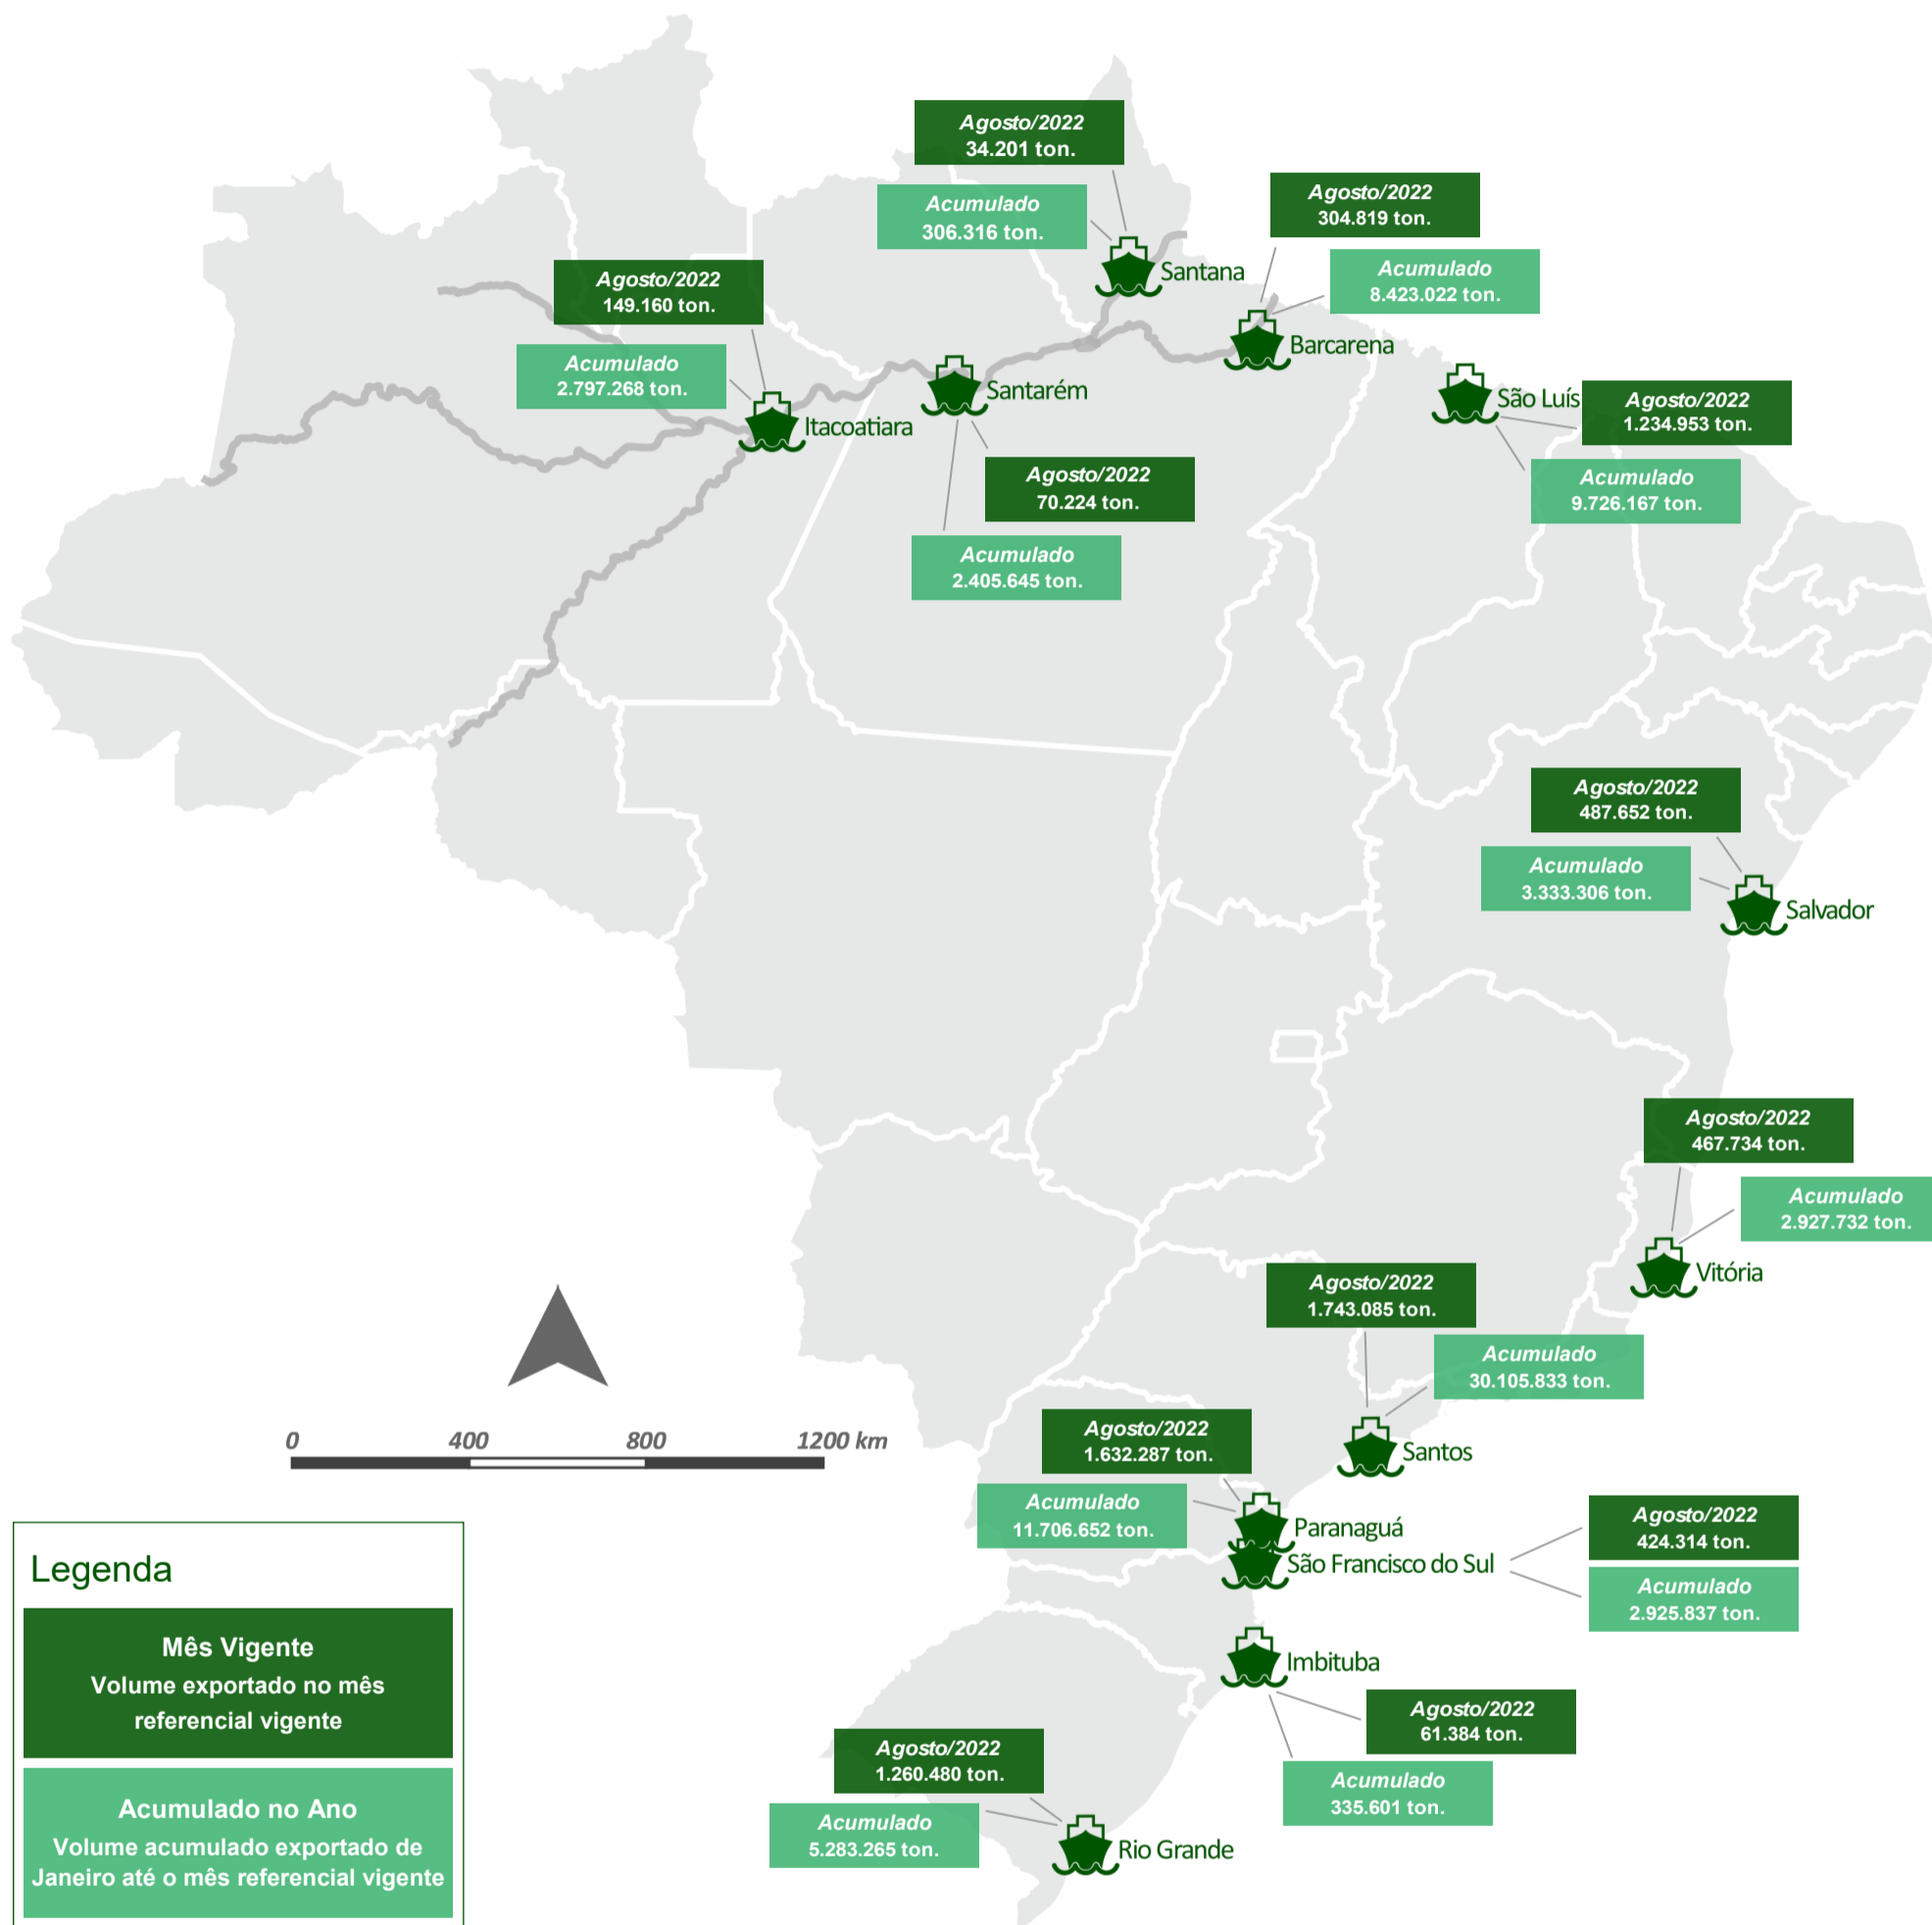 Agosto/2022
34.201 ton.
Acumulado
306.316 ton.
Santana
Agosto/2022
304.819 ton.
Acumulado
8.423.022 ton.
Barcarena
Agosto/2022
149.160 ton.
Acumulado
2.797.268 ton.
Itacoatiara
Santarém
Agosto/2022
70.224 ton.
Acumulado
2.405.645 ton.
São Luís
Agosto/2022
1.234.953 ton.
Acumulado
9.726.167 ton.
Agosto/2022
487.652 ton.
Acumulado
3.333.306 ton.
Salvador
Agosto/2022
467.734 ton.
Acumulado
2.927.732 ton.
Vitória
Agosto/2022
1.743.085 ton.
Acumulado
30.105.833 ton.
Santos
Agosto/2022
1.632.287 ton.
Acumulado
11.706.652 ton.
Paranaguá
São Francisco do Sul
Agosto/2022
424.314 ton.
Acumulado
2.925.837 ton.
Imbituba
Agosto/2022
61.384 ton.
Acumulado
335.601 ton.
Agosto/2022
1.260.480 ton.
Acumulado
5.283.265 ton.
Rio Grande
0 400 800 1200 km
Legenda
Mês Vigente
Volume exportado no mês
referencial vigente
Acumulado no Ano
Volume acumulado exportado de
Janeiro até o mês referencial vigente